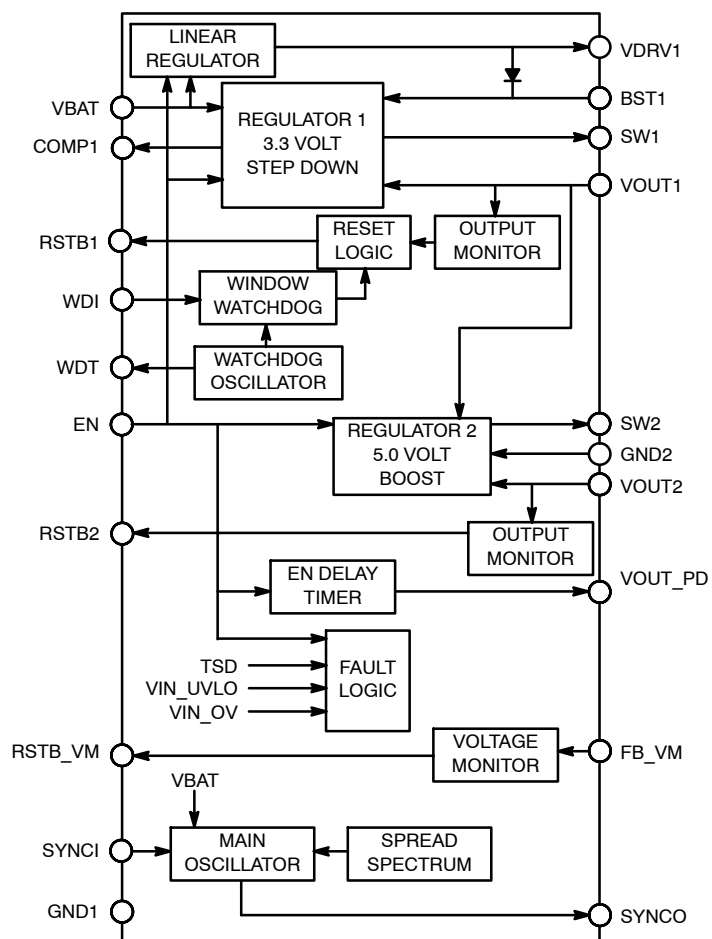 LINEAR
REGULATOR
VDRV1
VBAT
BST1
REGULATOR 1
3.3 VOLT
STEP DOWN
COMP1
SW1
VOUT1
RSTB1
RESET
LOGIC
OUTPUT
MONITOR
WDI
WINDOW
WATCHDOG
WDT
WATCHDOG
OSCILLATOR
EN
REGULATOR 2
5.0 VOLT
BOOST
SW2
GND2
VOUT2
RSTB2
OUTPUT
MONITOR
EN DELAY
TIMER
VOUT_PD
TSD
VIN_UVLO
VIN_OV
FAULT
LOGIC
RSTB_VM
VOLTAGE
MONITOR
FB_VM
VBAT
SYNCI
MAIN
OSCILLATOR
SPREAD
SPECTRUM
GND1
SYNCO